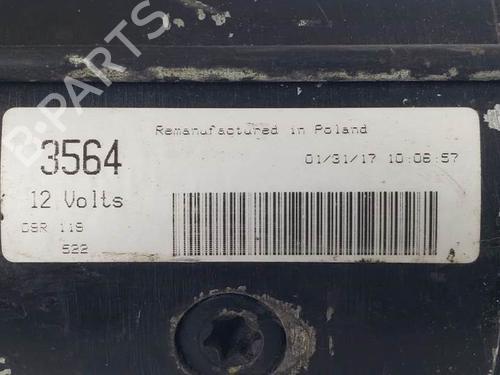 Remanufactured in Poland
3564
01/31/17 10:06:57
12 Volts
DSR 119
522
B-PARTS